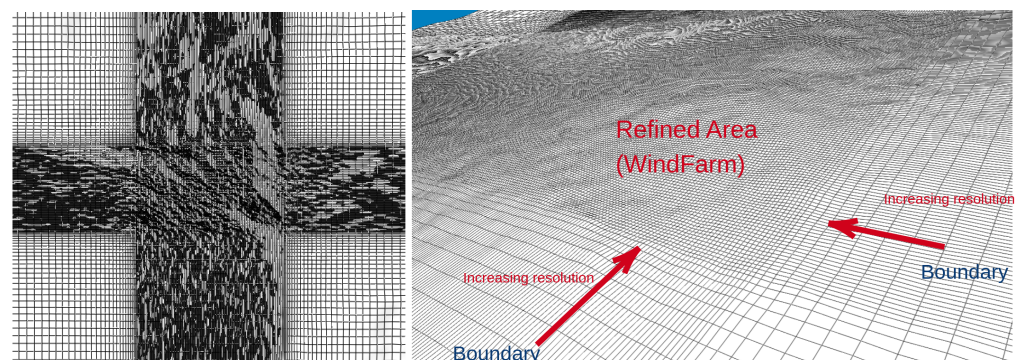 Refined Area
(WindFarm)
Increasing resolution
Boundary
Increasing resolution
Boundary